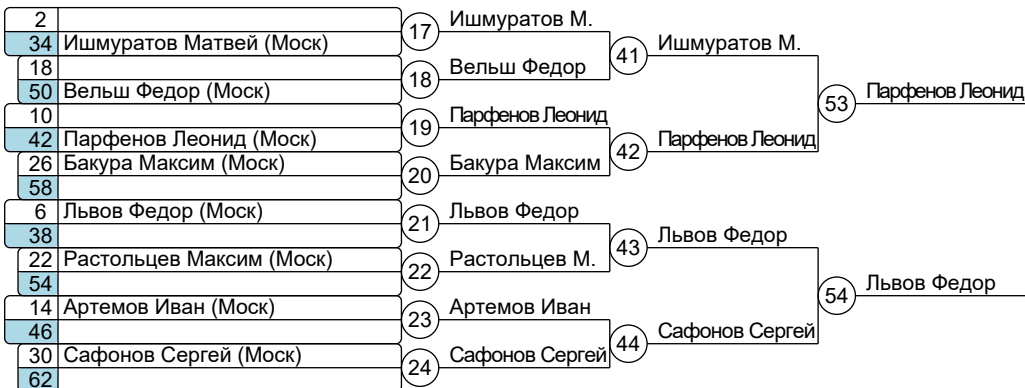 2
34 Ишмуратов Матвей (Моск)
18
50 Вельш Федор (Моск)
10
42 Парфенов Леонид (Моск)
26 Бакура Максим (Моск)
58
6 Львов Федор (Моск)
38
22 Растольцев Максим (Моск)
54
14 Артемов Иван (Моск)
46
30 Сафонов Сергей (Моск)
62
17 Ишмуратов М.
18 Вельш Федор
19 Парфенов Леонид
20 Бакура Максим
21 Львов Федор
22 Растольцев М.
23 Артемов Иван
24 Сафонов Сергей
41 Ишмуратов М.
42 Парфенов Леонид
43 Львов Федор
44 Сафонов Сергей
53 Парфенов Леонид
54 Львов Федор